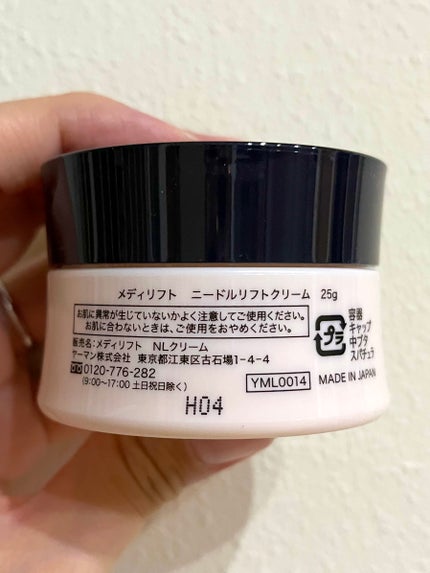 メディリフト ニードルリフトクリーム 25g
お肌に異常が生じていないかよく注意してご使用ください。
お肌に合わないときは、ご使用をおやめください。
販売名:メディリフト NLクリーム
ヤーマン株式会社 東京都江東区古石場1-4-4
0120-776-282
(9:00~17:00 土日祝日除く)
YML0014
プラ
容器
キャップ
中ブタ
スパチュラ
MADE IN JAPAN
H04